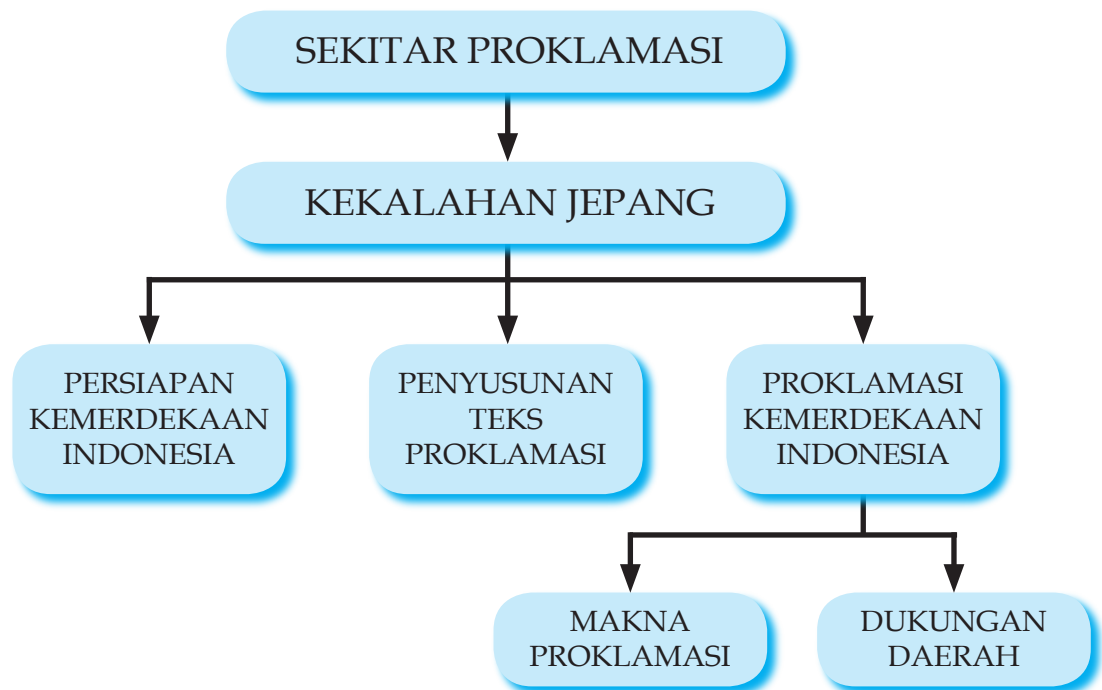 SEKITAR PROKLAMASI
KEKALAHAN JEPANG
PERSIAPAN
KEMERDEKAAN
INDONESIA
PENYUSUNAN
TEKS
PROKLAMASI
PROKLAMASI
KEMERDEKAAN
INDONESIA
MAKNA
PROKLAMASI
DUKUNGAN
DAERAH